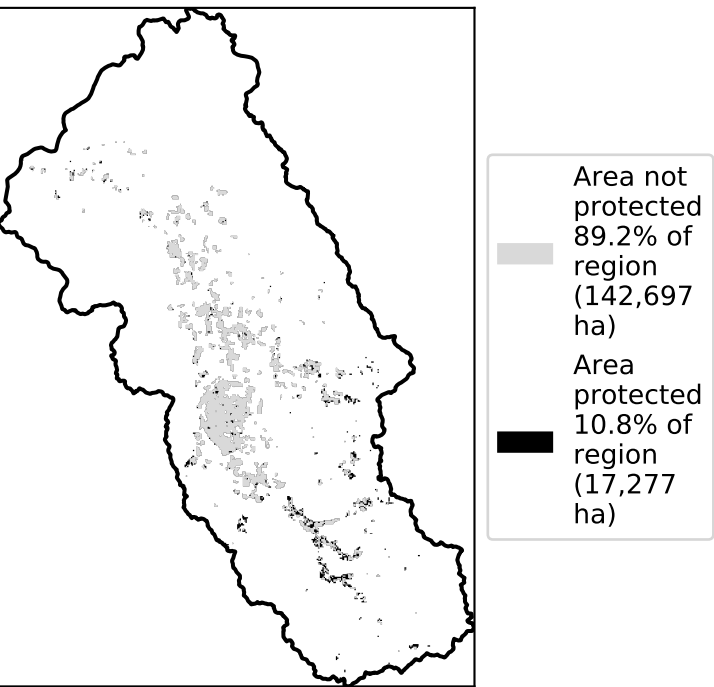 Area not
protected
89.2% of
region
(142,697
ha)
Area
protected
10.8% of
region
(17,277
ha)